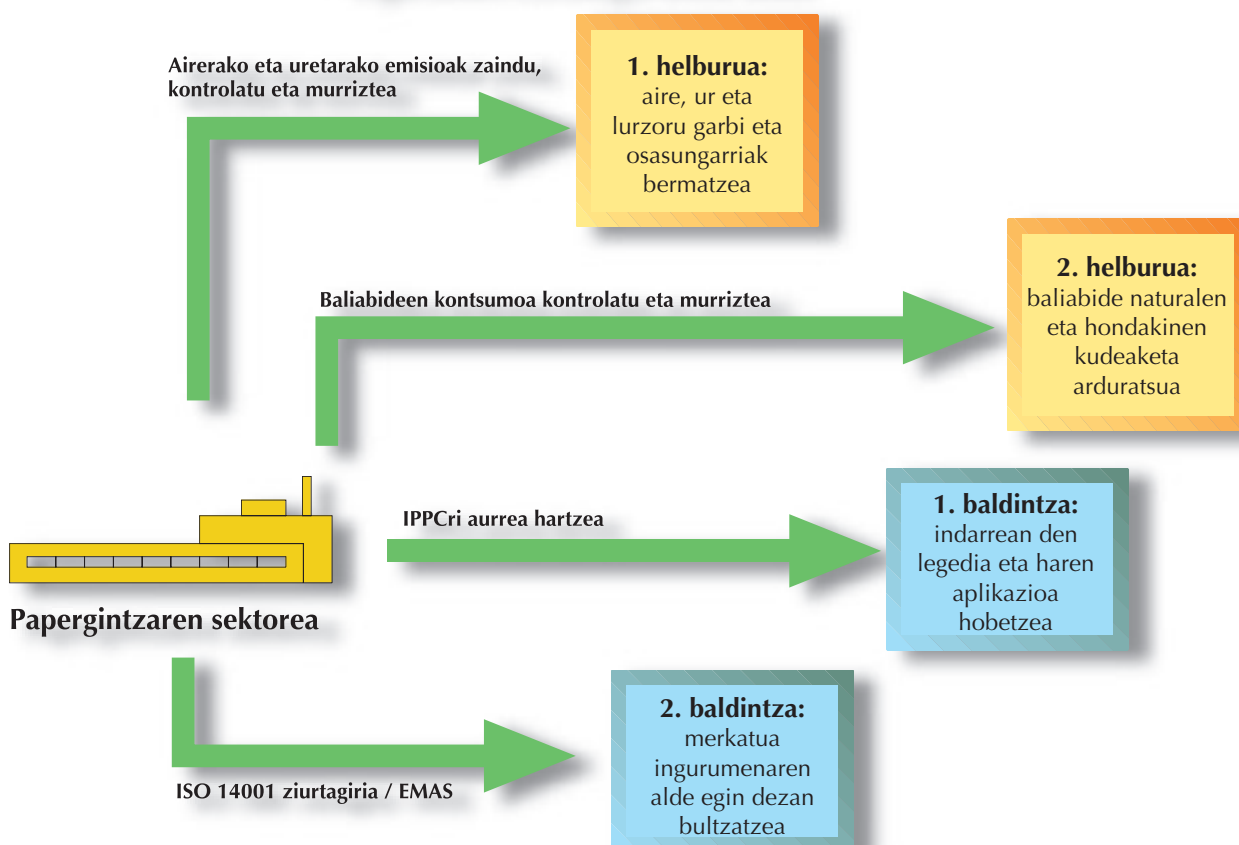 Airerako eta uretarako emisioak zaindu,
kontrolatu eta murriztea
1. helburua:
aire, ur eta
lurzoru garbi eta
osasungarriak
bermatzea
Baliabideen kontsumoa kontrolatu eta murriztea
2. helburua:
baliabide naturalen
eta hondakinen
kudeaketa
arduratsua
IPPCri aurrea hartzea
1. baldintza:
indarrean den
legedia eta haren
aplikazioa
hobetzea
Papergintzaren sektorea
ISO 14001 ziurtagiria / EMAS
2. baldintza:
merkatua
ingurumenaren
alde egin dezan
bultzatzea